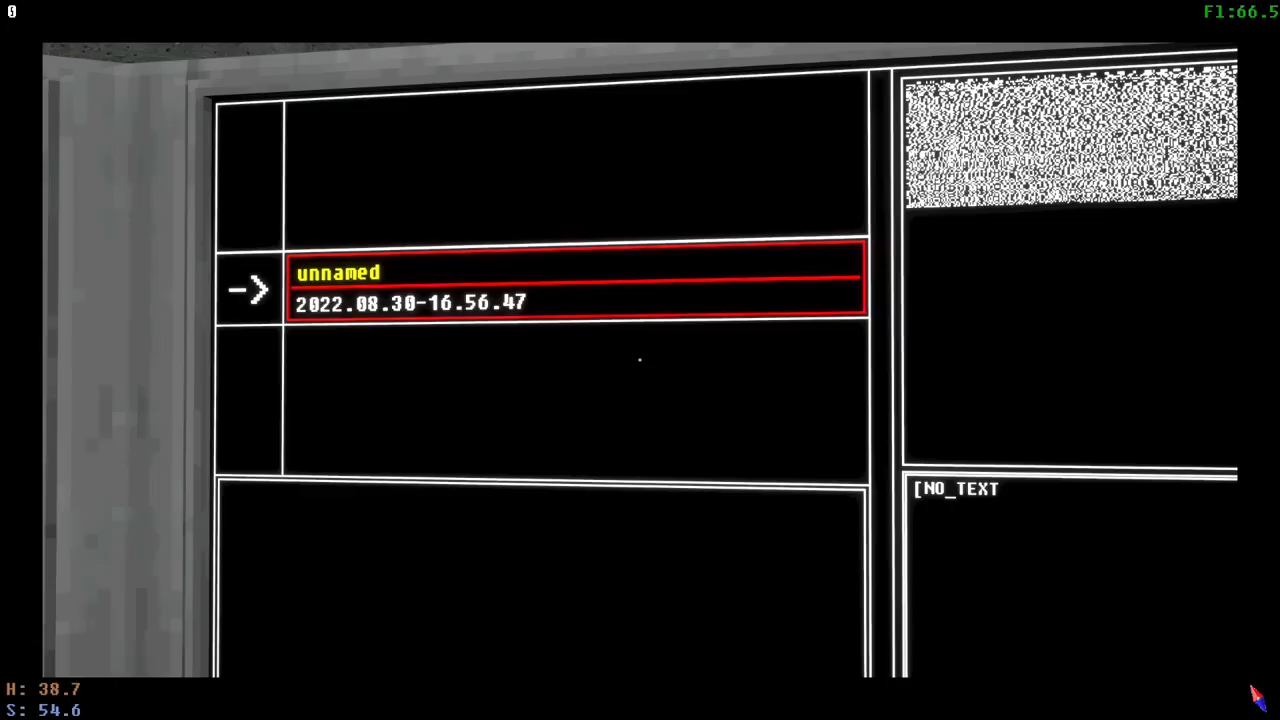 0
F1:66.5
unnamed
2022.08.30-16.56.47
[NO_TEXT
H: 38.7
S: 54.6